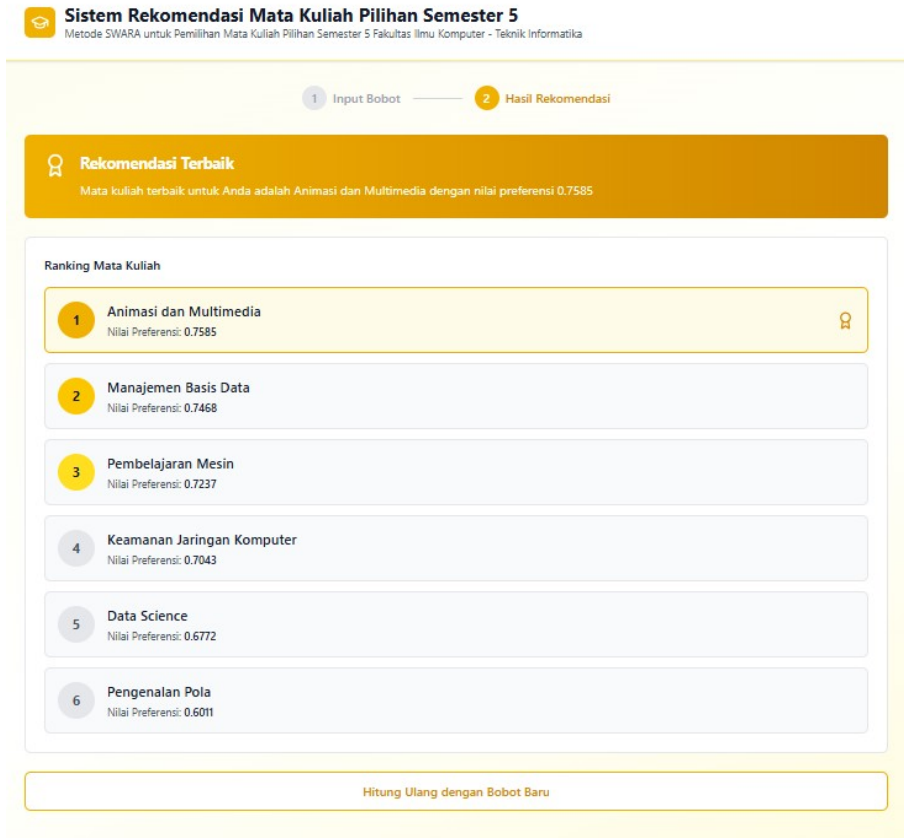 Sistem Rekomendasi Mata Kuliah Pilihan Semester 5
Metode SWARA untuk Pemilihan Mata Kuliah Pilihan Semester 5 Fakultas Ilmu Komputer - Teknik Informatika
1 Input Bobot 2 Hasil Rekomendasi
Rekomendasi Terbaik
Mata kuliah terbaik untuk Anda adalah Animasi dan Multimedia dengan nilai preferensi 0.7585
Ranking Mata Kuliah
1
Animasi dan Multimedia
Nilai Preferensi: 0.7585
2
Manajemen Basis Data
Nilai Preferensi: 0.7468
3
Pembelajaran Mesin
Nilai Preferensi: 0.7237
4
Keamanan Jaringan Komputer
Nilai Preferensi: 0.7043
5
Data Science
Nilai Preferensi: 0.6772
6
Pengenalan Pola
Nilai Preferensi: 0.6011
Hitung Ulang dengan Bobot Baru